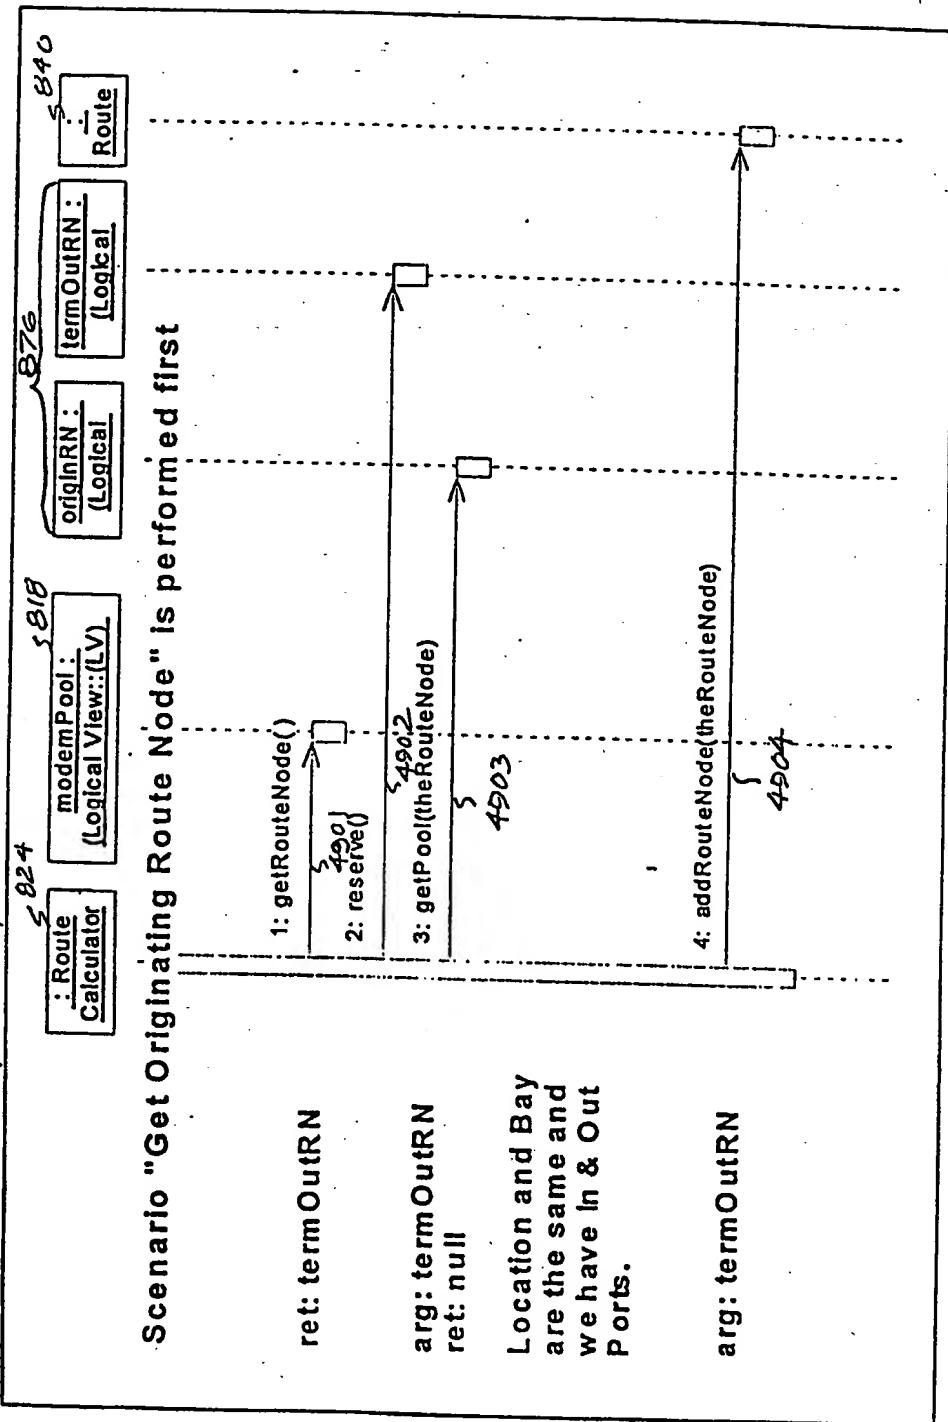 824
: Route
Calculator
818
modemPool :
(Logical View::(LV)
876
origInRN :
(Logical
termOutRN :
(Logical
840
:
Route
Scenario "Get Originating Route Node" is performed first
ret: termOutRN
1: getRouteNode()
4901
2: reserve()
4902
arg: termOutRN
ret: null
3: getPool(theRouteNode)
4903
Location and Bay
are the same and
we have In & Out
Ports.
arg: termOutRN
4: addRouteNode(theRouteNode)
4904